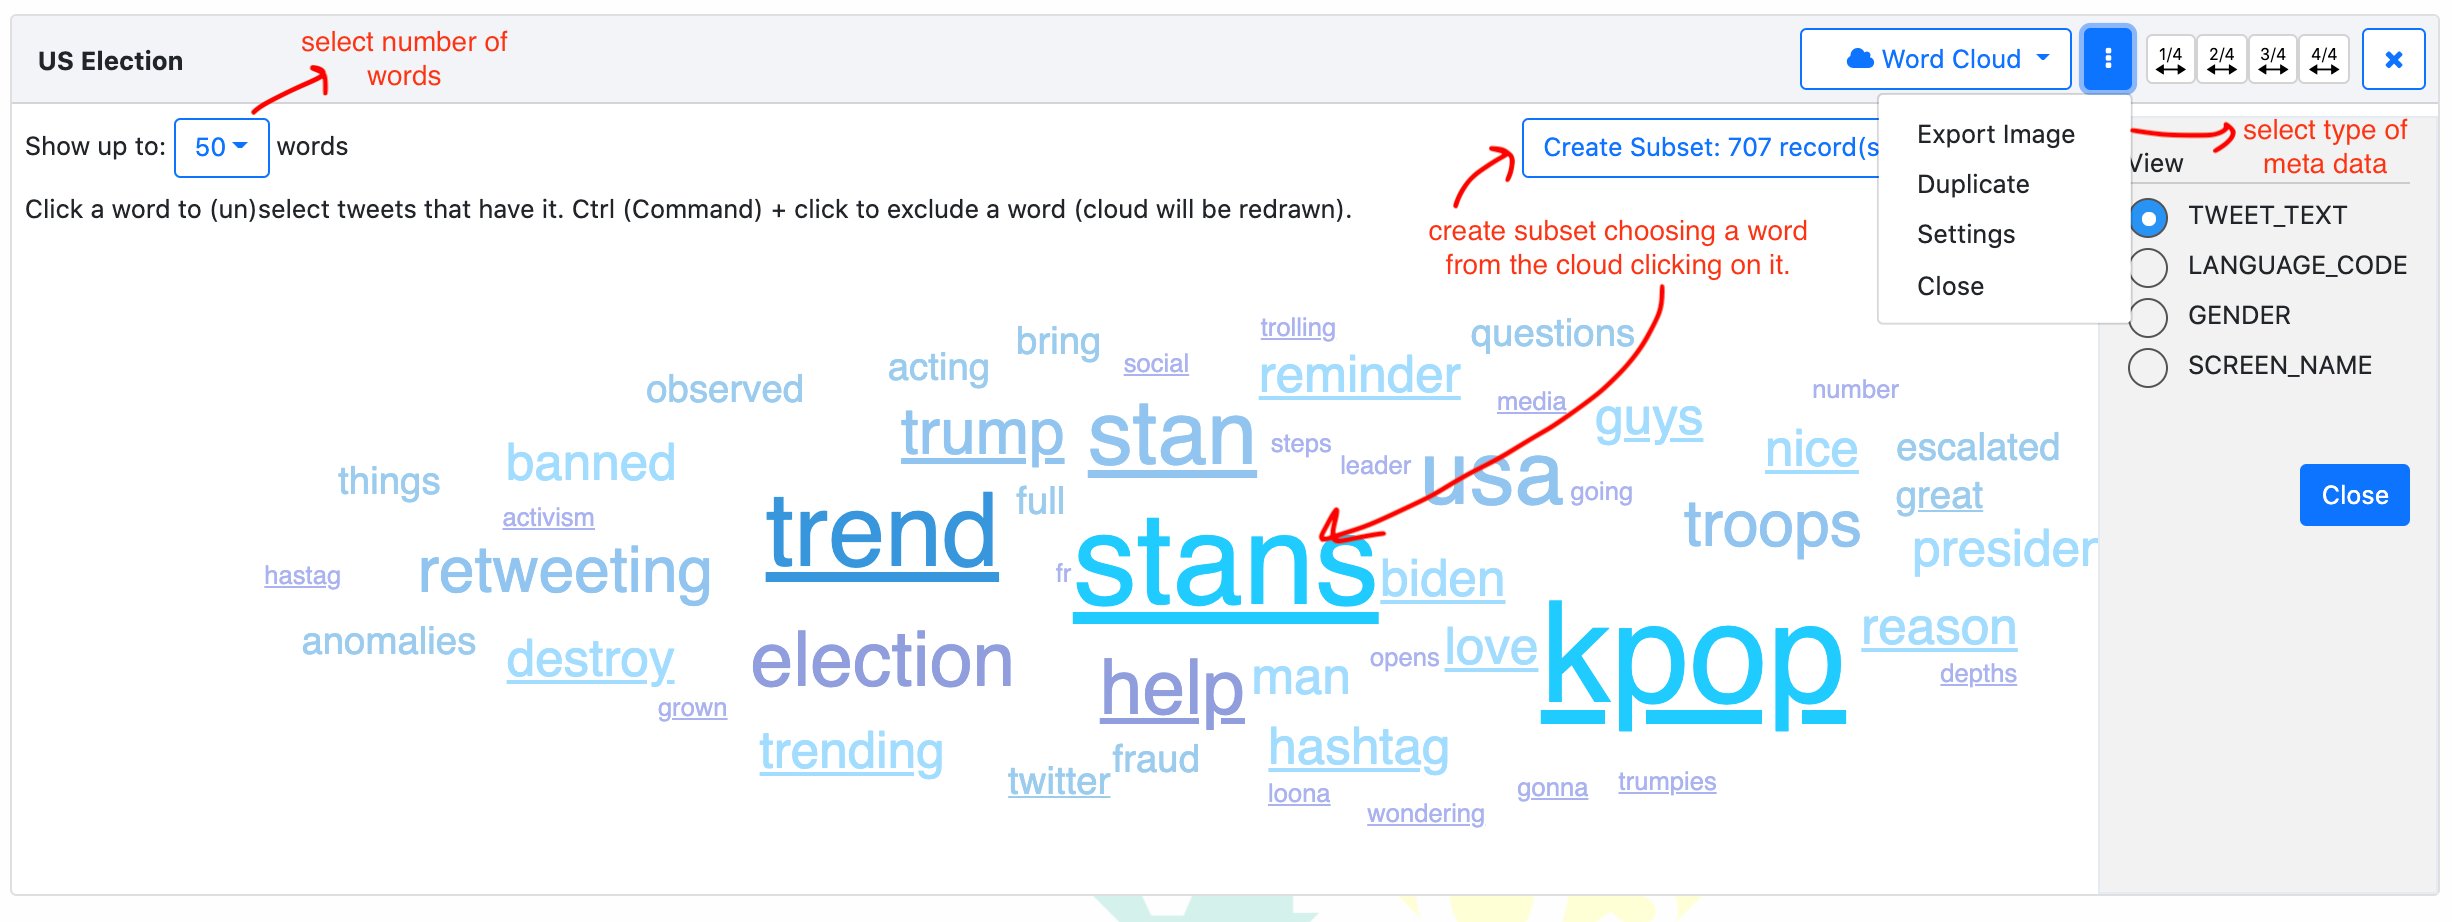 US Election
select number of
words
Word Cloud
1/4
2/4
3/4
4/4
Show up to: 50 words
Create Subset: 707 record(s
Export Image
Duplicate
Settings
Close
select type of
meta data
View
TWEET_TEXT
LANGUAGE_CODE
GENDER
SCREEN_NAME
Close
Click a word to (un)select tweets that have it. Ctrl (Command) + click to exclude a word (cloud will be redrawn).
create subset choosing a word
from the cloud clicking on it.
trolling
questions
bring
social
acting
reminder
observed
number
media
guys
trump
stan
steps
nice
escalated
banned
leader
usa
things
going
great
full
activism
trend
troops
presider
retweeting
stans
hastag
fr
biden
reason
anomalies
destroy
election
love
kpop
opens
help
man
depths
grown
trending
hashtag
fraud
twitter
trumpies
gonna
loona
wondering